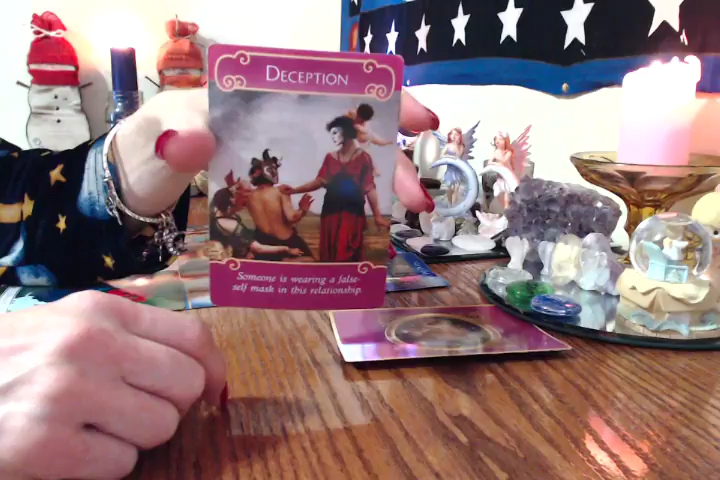 DECEPTION
Someone is wearing a false-
self mask in this relationship.